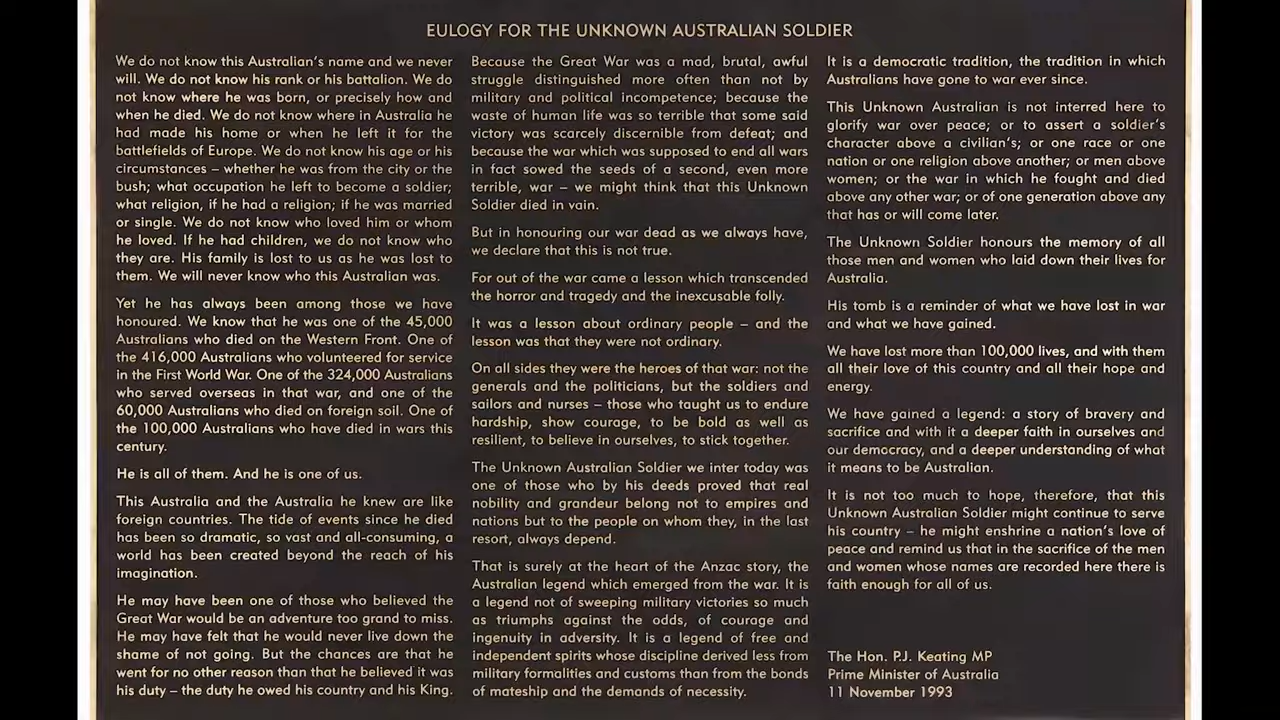 EULOGY FOR THE UNKNOWN AUSTRALIAN SOLDIER
We do not know this Australian's name and we never
will. We do not know his rank or his battalion. We do
not know where he was born, or precisely how and
when he died. We do not know where in Australia he
had made his home or when he left it for the
battlefields of Europe. We do not know his age or his
circumstances – whether he was from the city or the
bush; what occupation he left to become a soldier;
what religion, if he had a religion; if he was married
or single. We do not know who loved him or whom
he loved. If he had children, we do not know who
they are. His family is lost to us as he was lost to
them. We will never know who this Australian was.
Yet he has always been among those we have
honoured. We know that he was one of the 45,000
Australians who died on the Western Front. One of
the 416,000 Australians who volunteered for service
in the First World War. One of the 324,000 Australians
who served overseas in that war, and one of the
60,000 Australians who died on foreign soil. One of
the 100,000 Australians who have died in wars this
century.
He is all of them. And he is one of us.
This Australia and the Australia he knew are like
foreign countries. The tide of events since he died
has been so dramatic, so vast and all-consuming, a
world has been created beyond the reach of his
imagination.
He may have been one of those who believed the
Great War would be an adventure too grand to miss.
He may have felt that he would never live down the
shame of not going. But the chances are that he
went for no other reason than that he believed it was
his duty – the duty he owed his country and his King.
Because the Great War was a mad, brutal, awful
struggle distinguished more often than not by
military and political incompetence; because the
waste of human life was so terrible that some said
victory was scarcely discernible from defeat; and
because the war which was supposed to end all wars
in fact sowed the seeds of a second, even more
terrible, war – we might think that this Unknown
Soldier died in vain.
But in honouring our war dead as we always have,
we declare that this is not true.
For out of the war came a lesson which transcended
the horror and tragedy and the inexcusable folly.
It was a lesson about ordinary people – and the
lesson was that they were not ordinary.
On all sides they were the heroes of that war: not the
generals and the politicians, but the soldiers and
sailors and nurses – those who taught us to endure
hardship, show courage, to be bold as well as
resilient, to believe in ourselves, to stick together.
The Unknown Australian Soldier we inter today was
one of those who by his deeds proved that real
nobility and grandeur belong not to empires and
nations but to the people on whom they, in the last
resort, always depend.
That is surely at the heart of the Anzac story, the
Australian legend which emerged from the war. It is
a legend not of sweeping military victories so much
as triumphs against the odds, of courage and
ingenuity in adversity. It is a legend of free and
independent spirits whose discipline derived less from
military formalities and customs than from the bonds
of mateship and the demands of necessity.
It is a democratic tradition, the tradition in which
Australians have gone to war ever since.
This Unknown Australian is not interred here to
glorify war over peace; or to assert a soldier's
character above a civilian's; or one race or one
nation or one religion above another; or men above
women; or the war in which he fought and died
above any other war; or of one generation above any
that has or will come later.
The Unknown Soldier honours the memory of all
those men and women who laid down their lives for
Australia.
His tomb is a reminder of what we have lost in war
and what we have gained.
We have lost more than 100,000 lives, and with them
all their love of this country and all their hope and
energy.
We have gained a legend: a story of bravery and
sacrifice and with it a deeper faith in ourselves and
our democracy, and a deeper understanding of what
it means to be Australian.
It is not too much to hope, therefore, that this
Unknown Australian Soldier might continue to serve
his country – he might enshrine a nation's love of
peace and remind us that in the sacrifice of the men
and women whose names are recorded here there is
faith enough for all of us.
The Hon. P.J. Keating MP
Prime Minister of Australia
11 November 1993